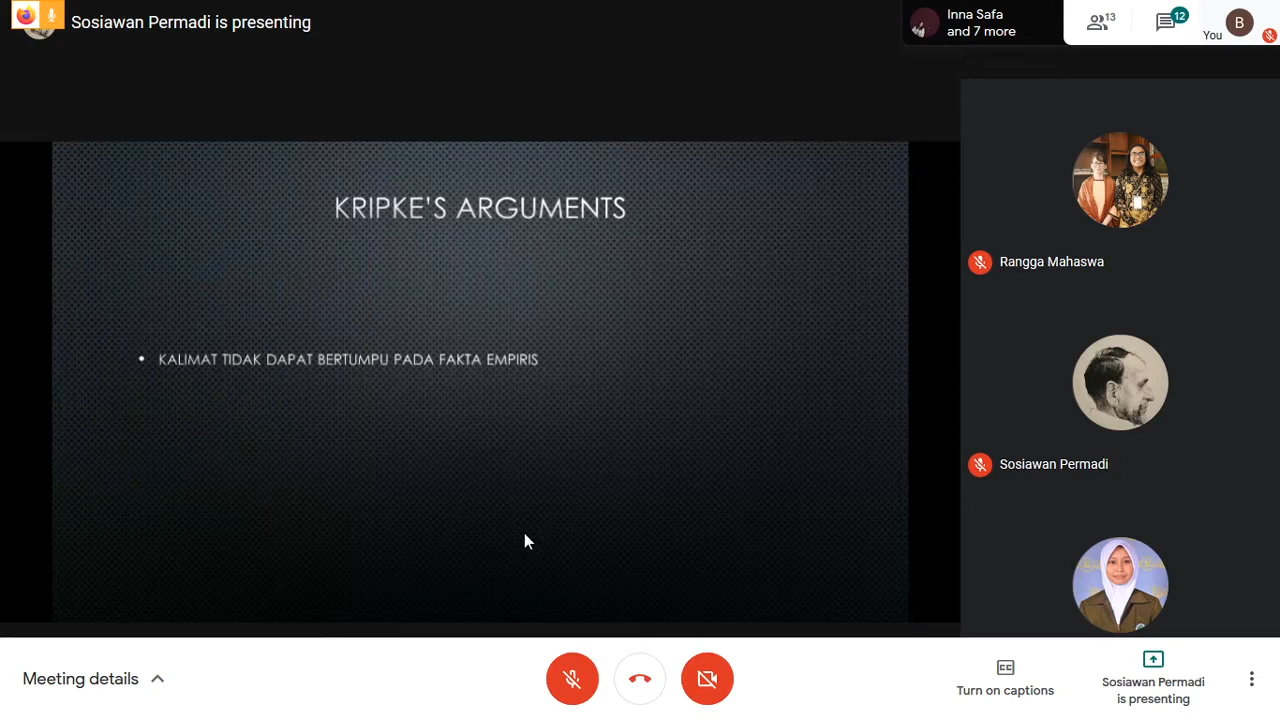 Sosiawan Permadi is presenting
Inna Safa
and 7 more
13
12
You
B
KRIPKE'S ARGUMENTS
• KALIMAT TIDAK DAPAT BERTUMPU PADA FAKTA EMPIRIS
Rangga Mahaswa
Sosiawan Permadi
Meeting details
CC
Turn on captions
Sosiawan Permadi
is presenting